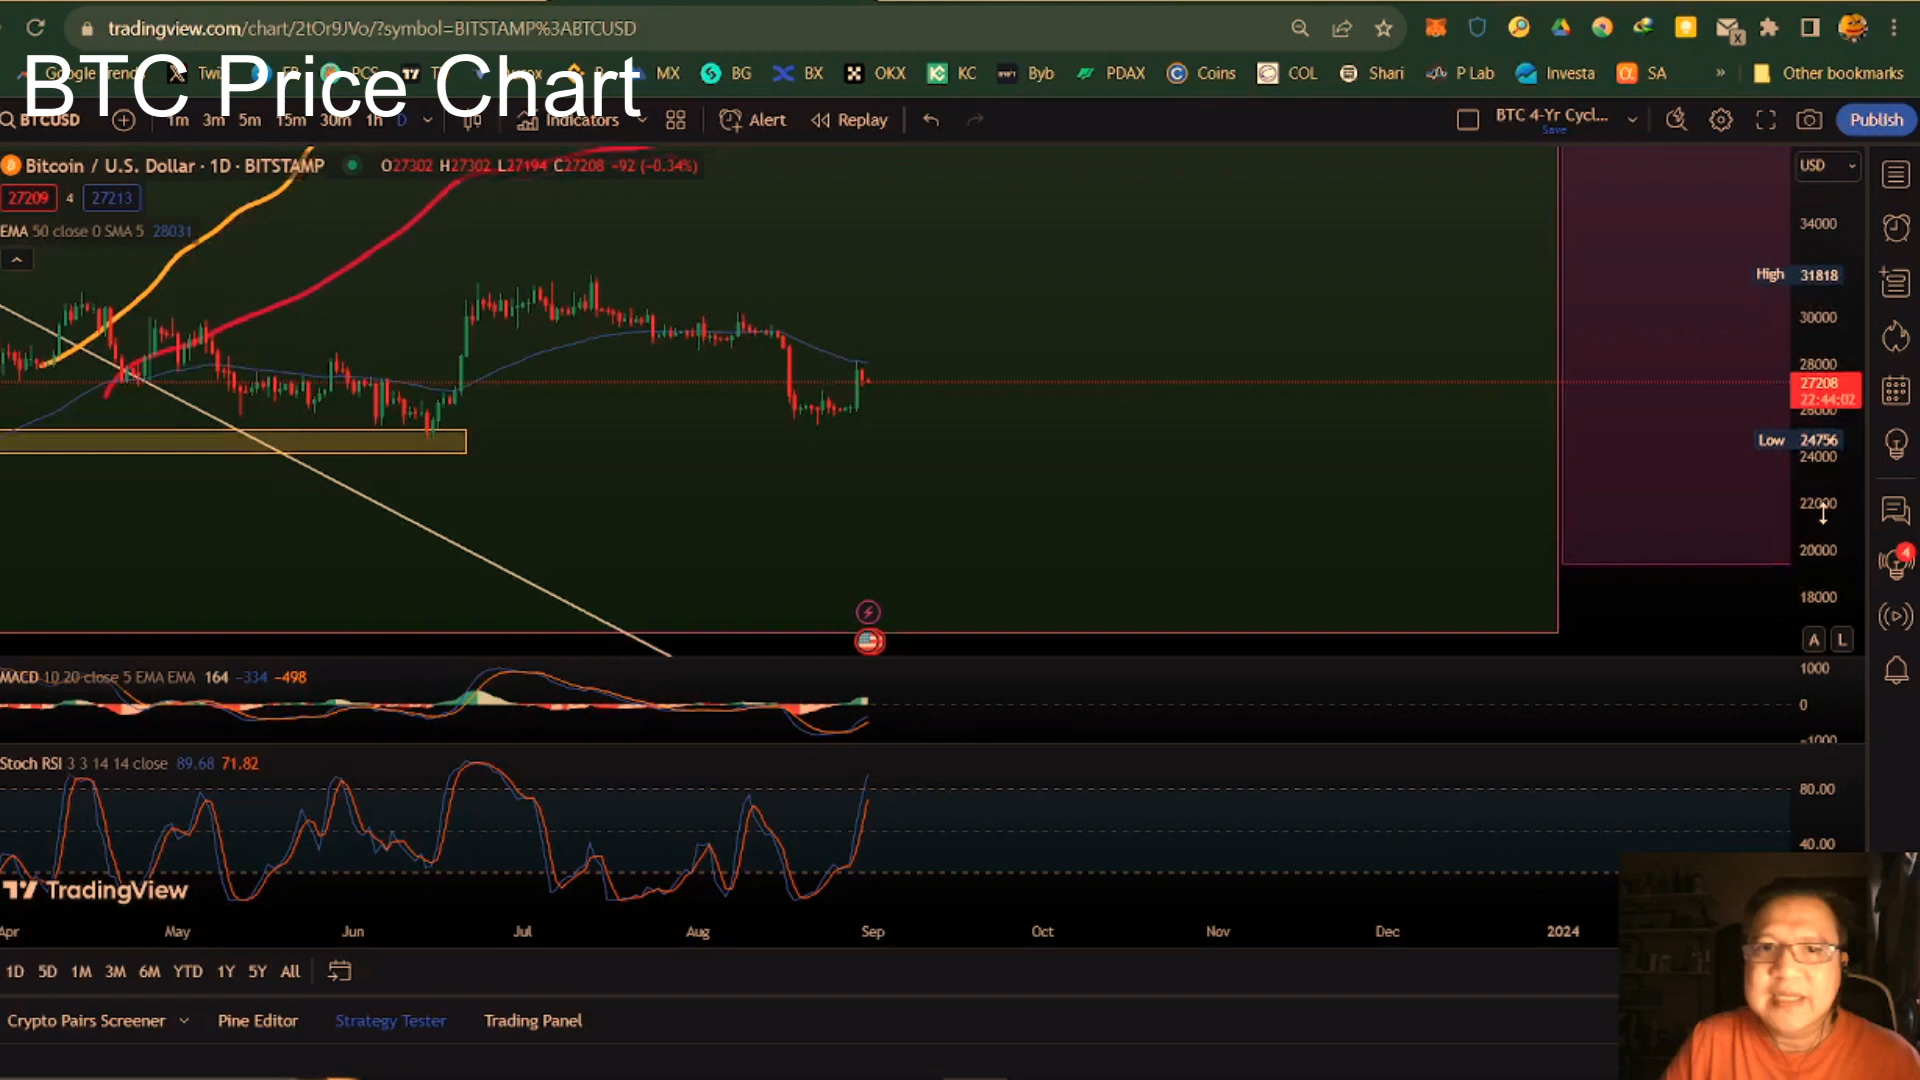 tradingview.com/chart/2tOr9JVo/?symbol=BITSTAMP%3ABTCUSD
BTC Price Chart
Google Trends
MX BG BX OKX KC Byb PDAX Coins COL Shari P Lab Investa SA » Other bookmarks
BTCUSD 1m 3m 5m 15m 30m 1h D Indicators Alert Replay BTC 4-Yr Cycl... Save Publish
Bitcoin / U.S. Dollar · 1D · BITSTAMP O27302 H27302 L27194 C27208 −92 (−0.34%) USD
27209 4 27213
EMA 50 close 0 SMA 5 28031
34000
High 31818
30000
28000
27208
22:44:02
26000
Low 24756
24000
22000
20000
18000
4
A L
MACD 10 20 close 5 EMA EMA 164 −334 −498
1000
0
−1000
Stoch RSI 3 3 14 14 close 89.68 71.82
80.00
40.00
TradingView
Apr May Jun Jul Aug Sep Oct Nov Dec 2024
1D 5D 1M 3M 6M YTD 1Y 5Y All
Crypto Pairs Screener Pine Editor Strategy Tester Trading Panel